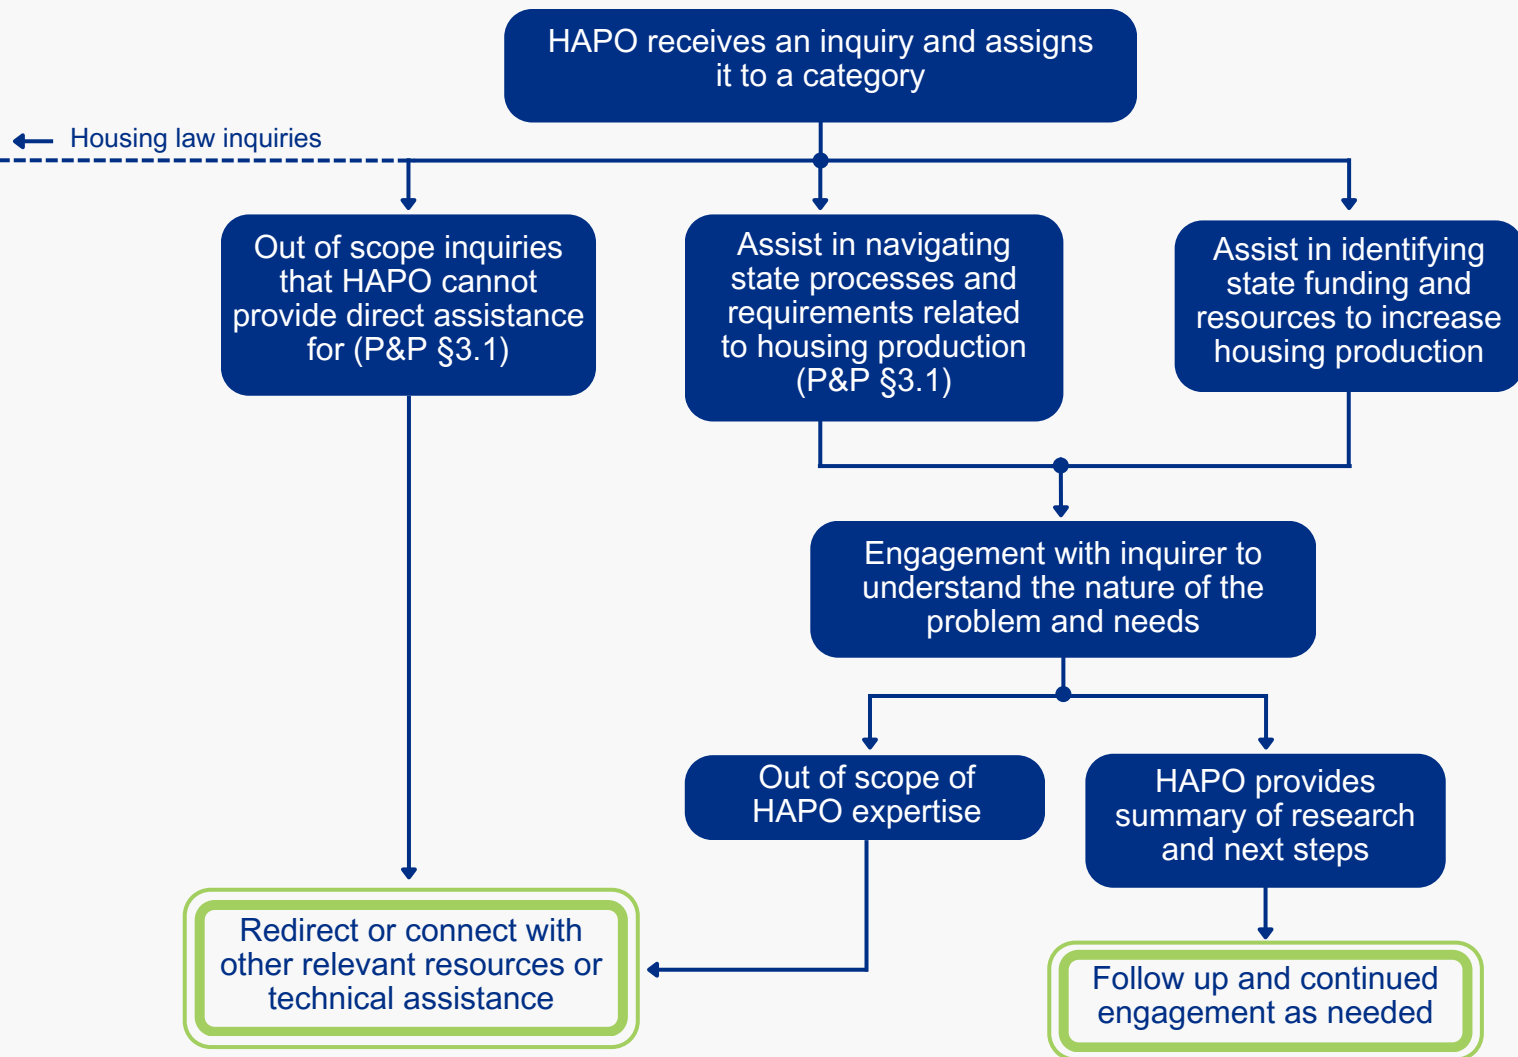 HAPO receives an inquiry and assigns
it to a category
Housing law inquiries
Out of scope inquiries
that HAPO cannot
provide direct assistance
for (P&P §3.1)
Assist in navigating
state processes and
requirements related
to housing production
(P&P §3.1)
Assist in identifying
state funding and
resources to increase
housing production
Engagement with inquirer to
understand the nature of the
problem and needs
Out of scope of
HAPO expertise
HAPO provides
summary of research
and next steps
Redirect or connect with
other relevant resources or
technical assistance
Follow up and continued
engagement as needed